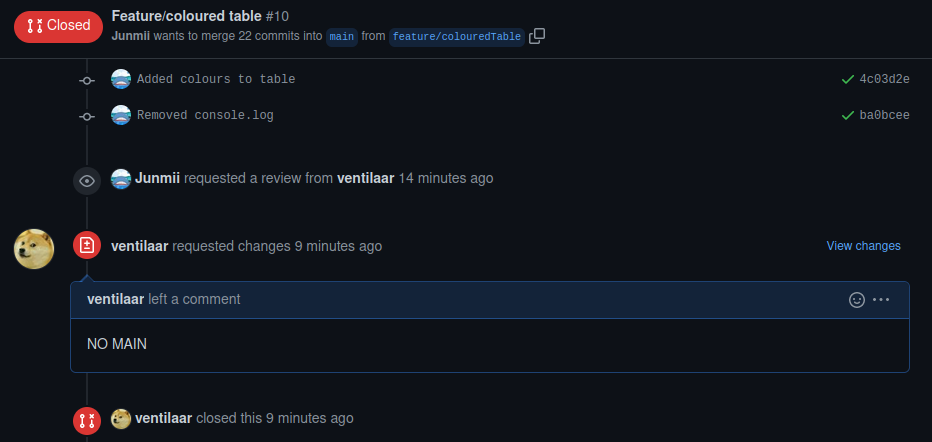 Closed
Feature/coloured table #10
Junmii wants to merge 22 commits into main from feature/colouredTable
Added colours to table 4c03d2e
Removed console.log ba0bcee
Junmii requested a review from ventilaar 14 minutes ago
ventilaar requested changes 9 minutes ago View changes
ventilaar left a comment
NO MAIN
ventilaar closed this 9 minutes ago